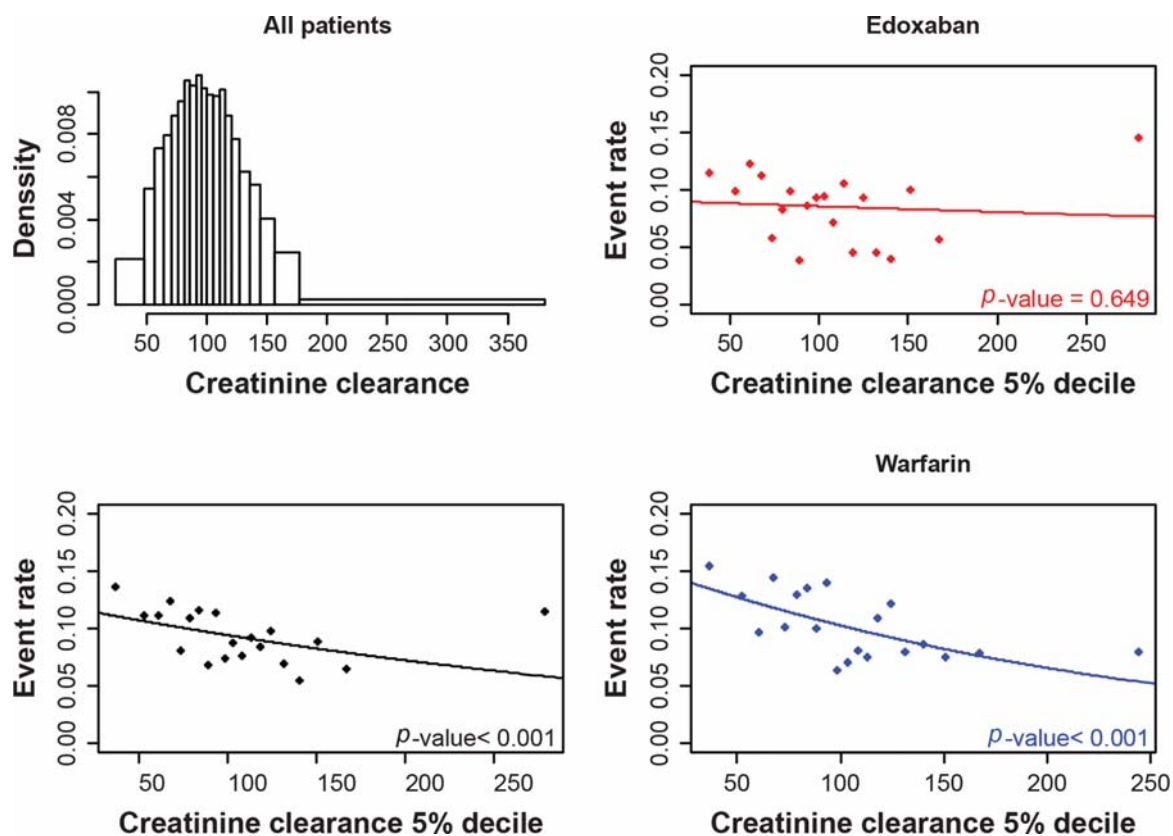 All patients
Denssity
0.000 0.004 0.008
50 100 150 200 250 300 350
Creatinine clearance
Edoxaban
Event rate
0.00 0.05 0.10 0.15 0.20
p-value = 0.649
50 100 150 200 250
Creatinine clearance 5% decile
Event rate
0.00 0.05 0.10 0.15 0.20
p-value< 0.001
50 100 150 200 250
Creatinine clearance 5% decile
Warfarin
Event rate
0.00 0.05 0.10 0.15 0.20
p-value< 0.001
50 100 150 200 250
Creatinine clearance 5% decile